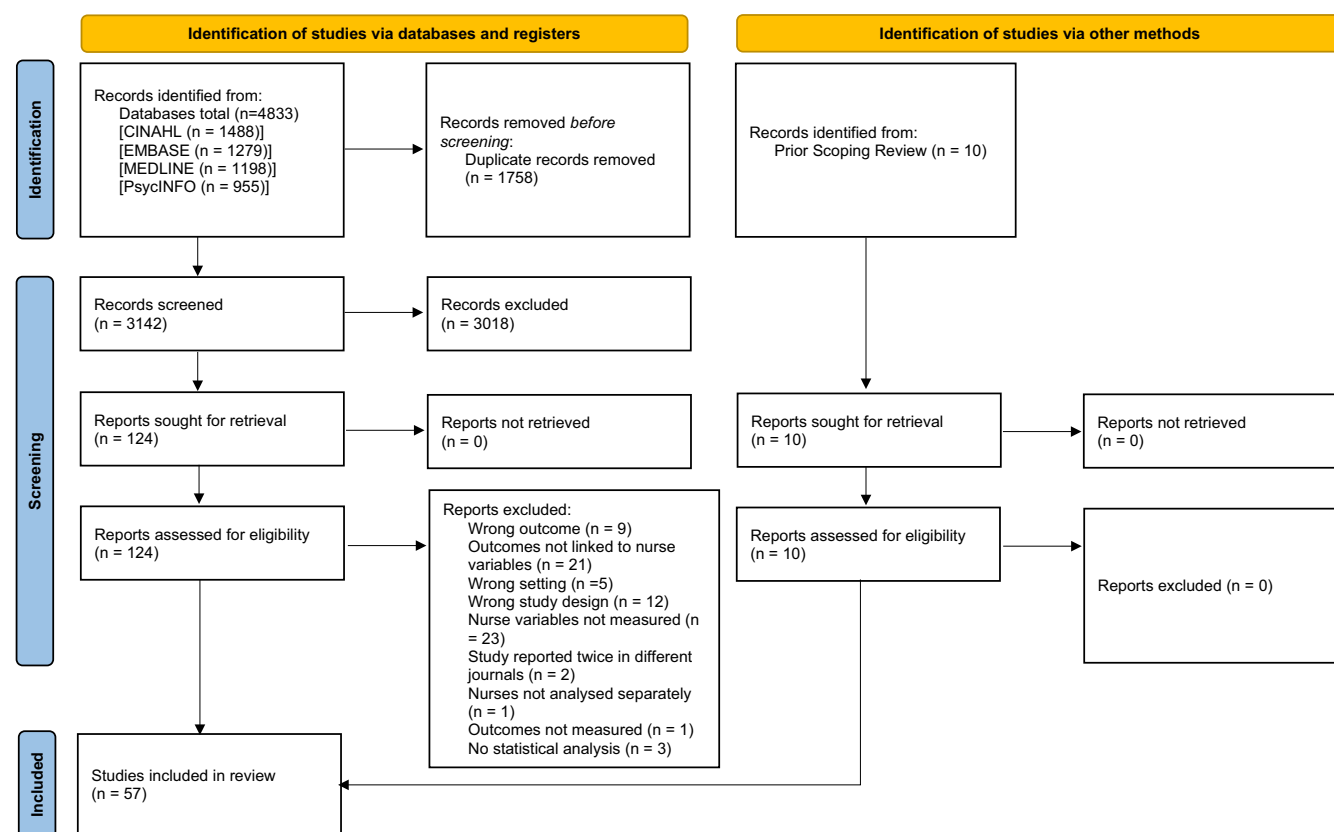 Identification of studies via databases and registers
Identification of studies via other methods
Identification
Records identified from:
Databases total (n=4833)
[CINAHL (n = 1488)]
[EMBASE (n = 1279)]
[MEDLINE (n = 1198)]
[PsycINFO (n = 955)]
Records removed before
screening:
Duplicate records removed
(n = 1758)
Records identified from:
Prior Scoping Review (n = 10)
Screening
Records screened
(n = 3142)
Records excluded
(n = 3018)
Reports sought for retrieval
(n = 124)
Reports not retrieved
(n = 0)
Reports sought for retrieval
(n = 10)
Reports not retrieved
(n = 0)
Reports assessed for eligibility
(n = 124)
Reports excluded:
Wrong outcome (n = 9)
Outcomes not linked to nurse
variables (n = 21)
Wrong setting (n =5)
Wrong study design (n = 12)
Nurse variables not measured (n
= 23)
Study reported twice in different
journals (n = 2)
Nurses not analysed separately
(n = 1)
Outcomes not measured (n = 1)
No statistical analysis (n = 3)
Reports assessed for eligibility
(n = 10)
Reports excluded (n = 0)
Included
Studies included in review
(n = 57)